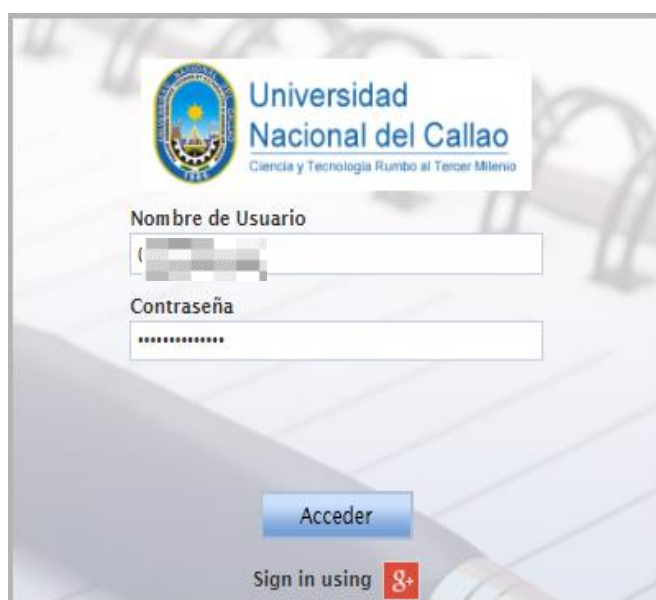 Universidad
Nacional del Callao
Ciencia y Tecnología Rumbo al Tercer Milenio
Nombre de Usuario
Contraseña
••••••••••••••
Acceder
Sign in using g+